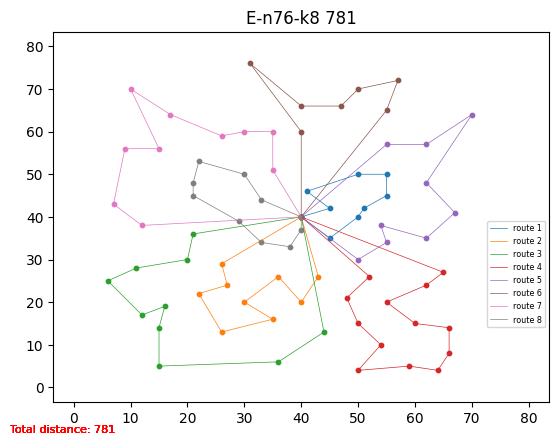 E-n76-k8 781
80
70
60
50
40
30
20
10
0
route 1
route 2
route 3
route 4
route 5
route 6
route 7
route 8
0 10 20 30 40 50 60 70 80
Total distance: 781